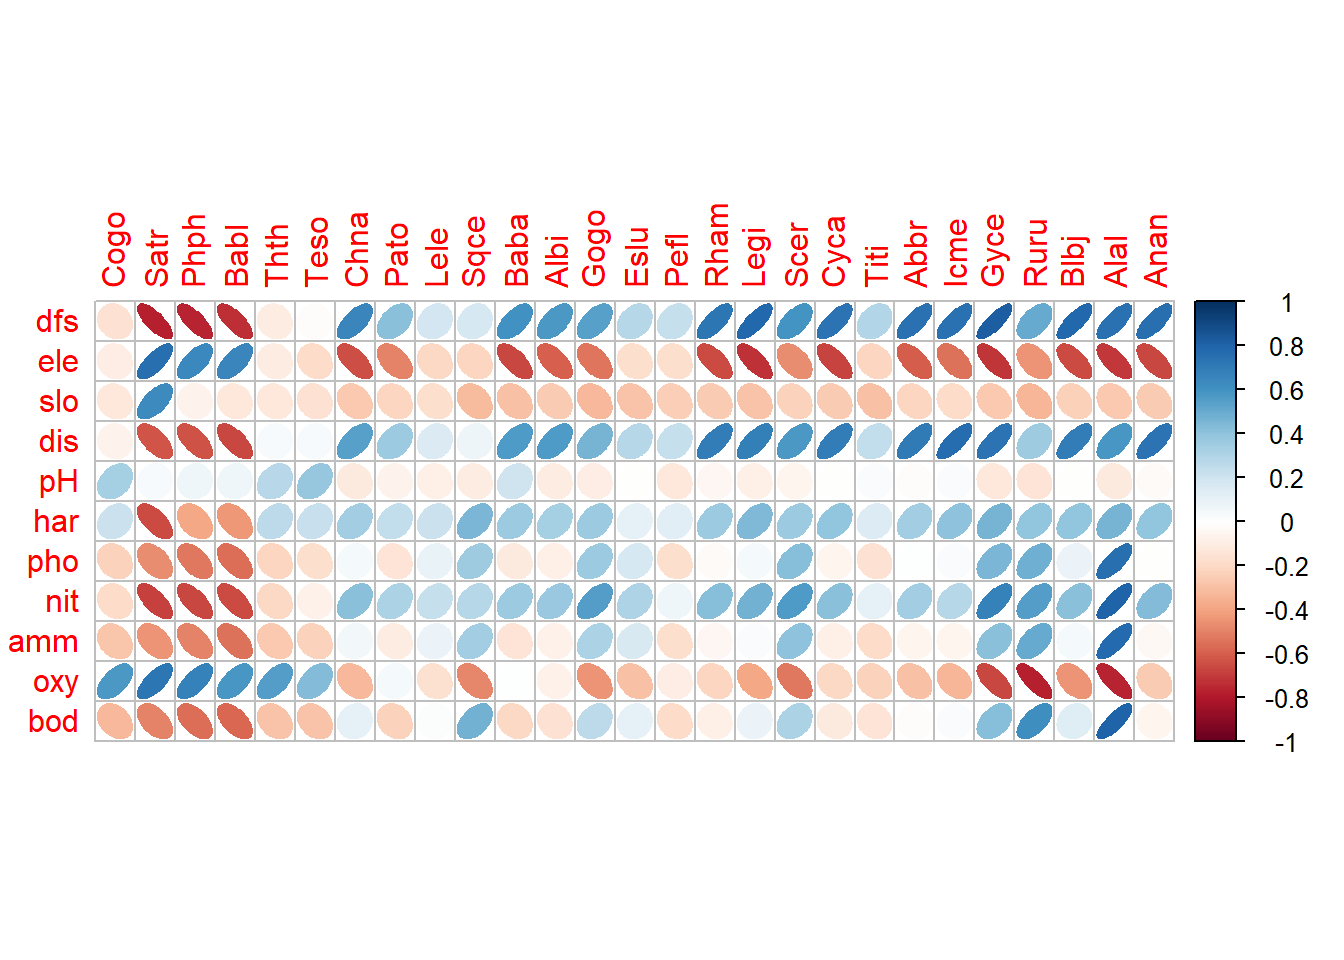 Cogo Satr Phph Babl Thth Teso Chna Pato Lele Sqce Baba Albi Gogo Eslu Pefl Rham Legi Scer Cyca Titi Abbr Icme Gyce Ruru Blbj Alal Anan
dfs
ele
slo
dis
pH
har
pho
nit
amm
oxy
bod
1
0.8
0.6
0.4
0.2
0
-0.2
-0.4
-0.6
-0.8
-1